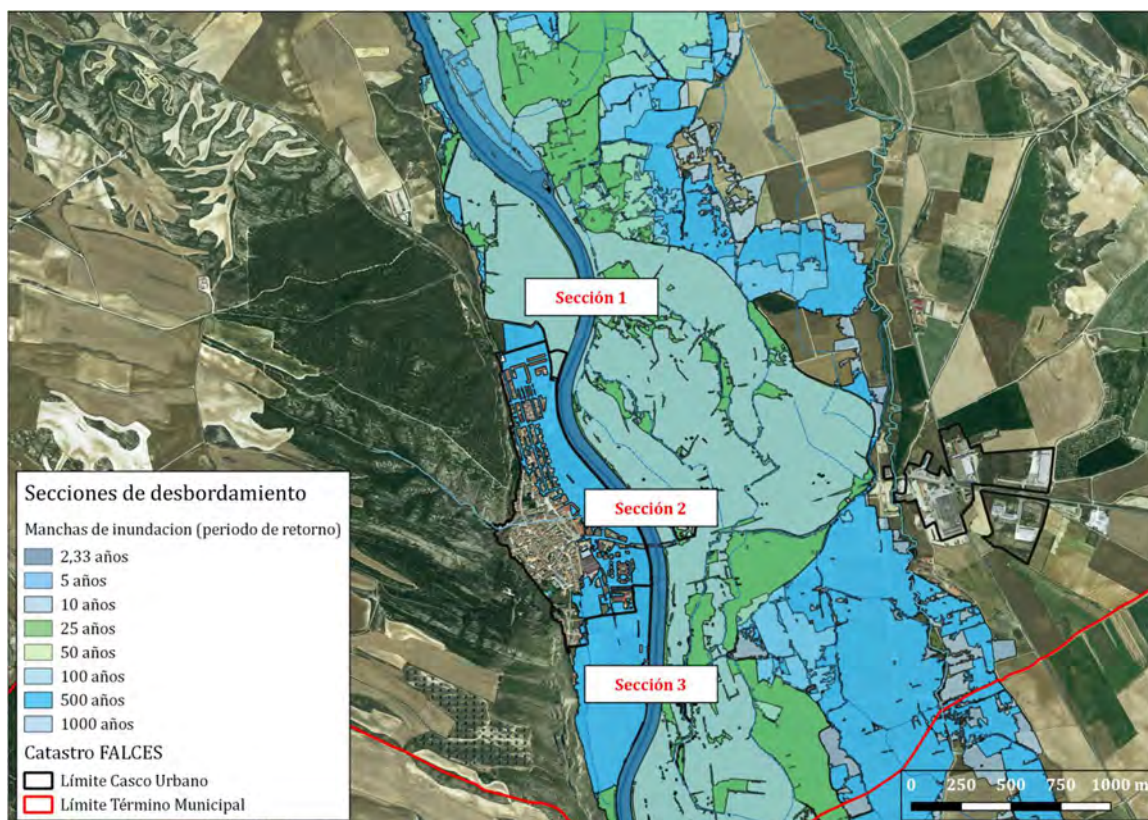 Sección 1
Sección 2
Sección 3
Secciones de desbordamiento
Manchas de inundacion (periodo de retorno)
2,33 años
5 años
10 años
25 años
50 años
100 años
500 años
1000 años
Catastro FALCES
Límite Casco Urbano
Límite Término Municipal
0 250 500 750 1000 m